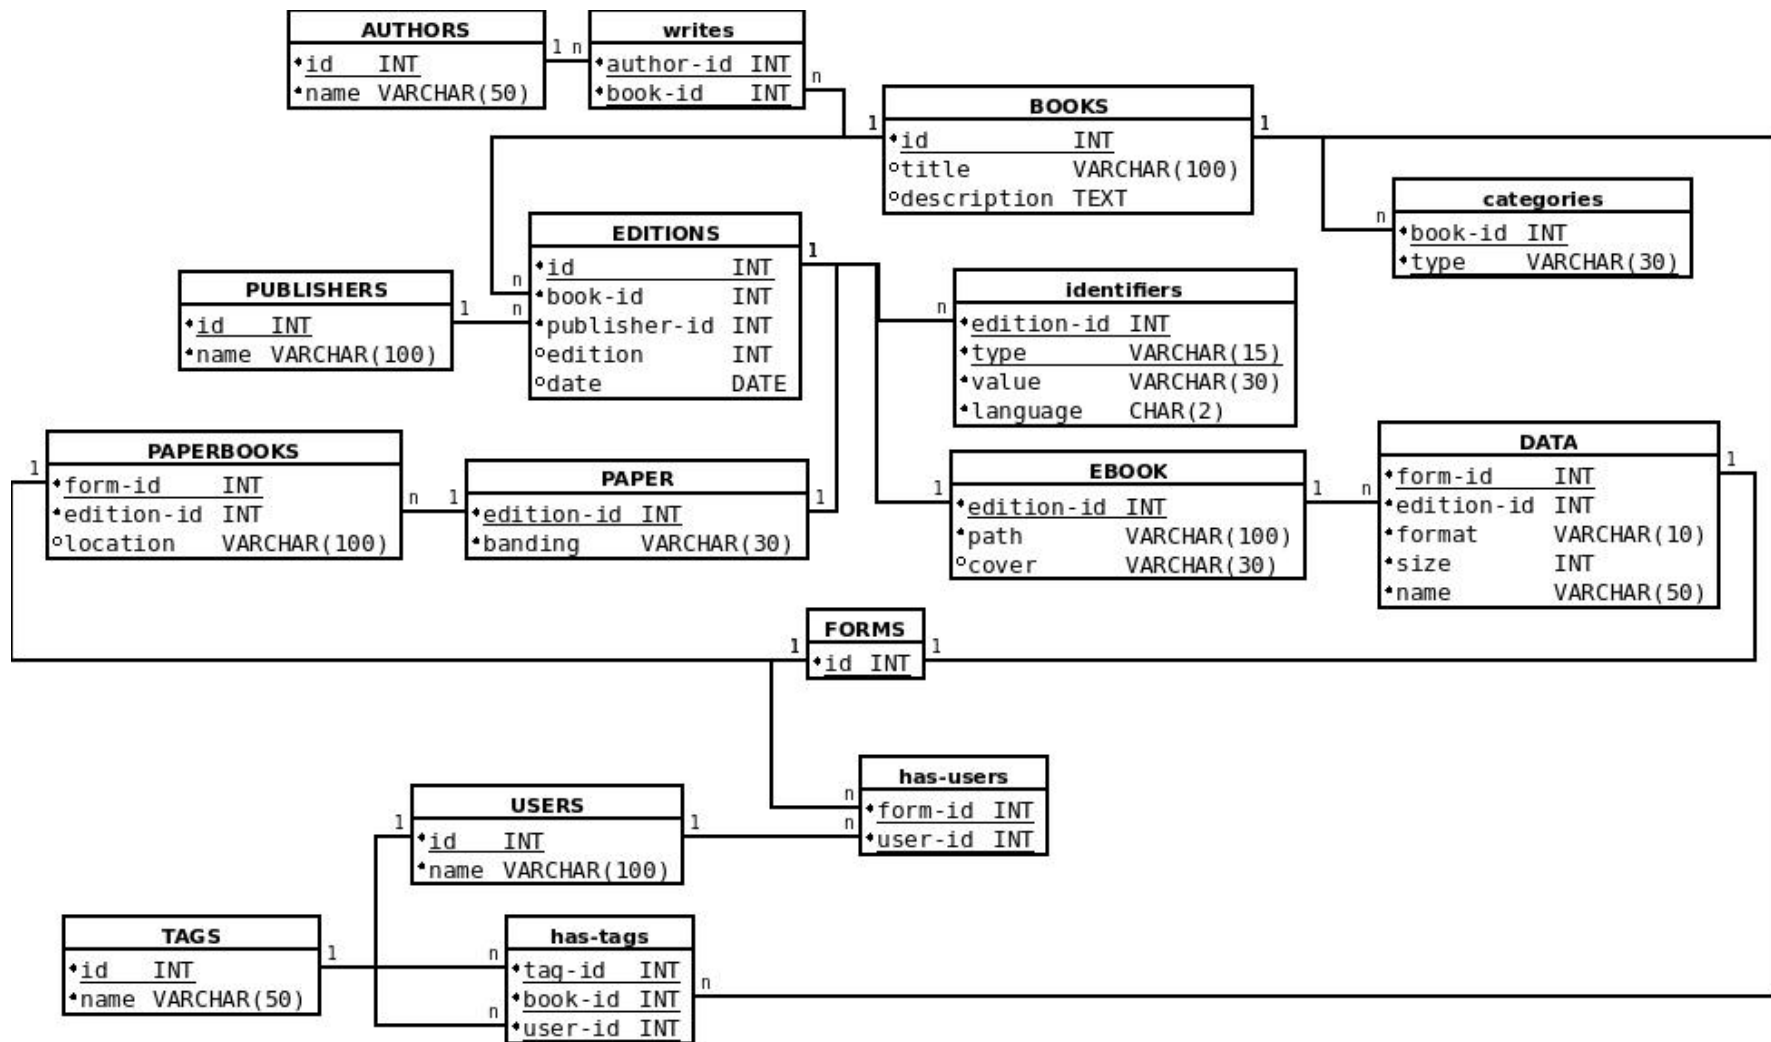 AUTHORS
id INT
name VARCHAR(50)
1 n
writes
author-id INT
book-id INT
n
1
BOOKS
id INT
title VARCHAR(100)
description TEXT
1
n
categories
book-id INT
type VARCHAR(30)
EDITIONS
id INT
book-id INT
publisher-id INT
edition INT
date DATE
1
n
n
PUBLISHERS
id INT
name VARCHAR(100)
1
n
identifiers
edition-id INT
type VARCHAR(15)
value VARCHAR(30)
language CHAR(2)
1
PAPERBOOKS
form-id INT
edition-id INT
location VARCHAR(100)
n 1
PAPER
edition-id INT
banding VARCHAR(30)
1
1
EBOOK
edition-id INT
path VARCHAR(100)
cover VARCHAR(30)
1 n
DATA
form-id INT
edition-id INT
format VARCHAR(10)
size INT
name VARCHAR(50)
1
1
FORMS
id INT
1
has-users
form-id INT
user-id INT
n
n
1
USERS
id INT
name VARCHAR(100)
1
TAGS
id INT
name VARCHAR(50)
1
n
n
has-tags
tag-id INT
book-id INT
user-id INT
n